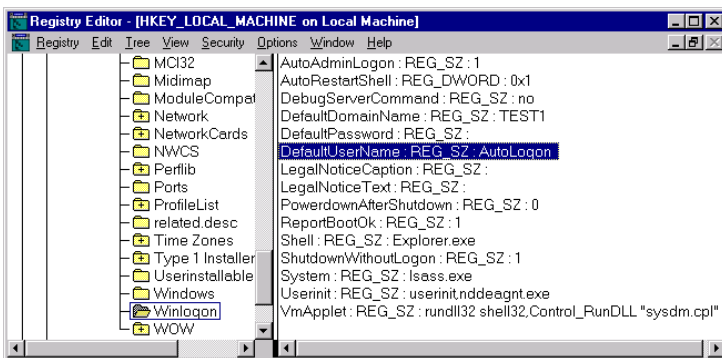 Registry Editor - [HKEY_LOCAL_MACHINE on Local Machine]
Registry Edit Tree View Security Options Window Help
MCI32
Midimap
ModuleCompat
Network
NetworkCards
NWCS
Perflib
Ports
ProfileList
related.desc
Time Zones
Type 1 Installer
Userinstallable
Windows
Winlogon
WOW
AutoAdminLogon : REG_SZ : 1
AutoRestartShell : REG_DWORD : 0x1
DebugServerCommand : REG_SZ : no
DefaultDomainName : REG_SZ : TEST1
DefaultPassword : REG_SZ :
DefaultUserName : REG_SZ : AutoLogon
LegalNoticeCaption : REG_SZ :
LegalNoticeText : REG_SZ :
PowerdownAfterShutdown : REG_SZ : 0
ReportBootOk : REG_SZ : 1
Shell : REG_SZ : Explorer.exe
ShutdownWithoutLogon : REG_SZ : 1
System : REG_SZ : lsass.exe
Userinit : REG_SZ : userinit,nddeagnt.exe
VmApplet : REG_SZ : rundll32 shell32,Control_RunDLL "sysdm.cpl"